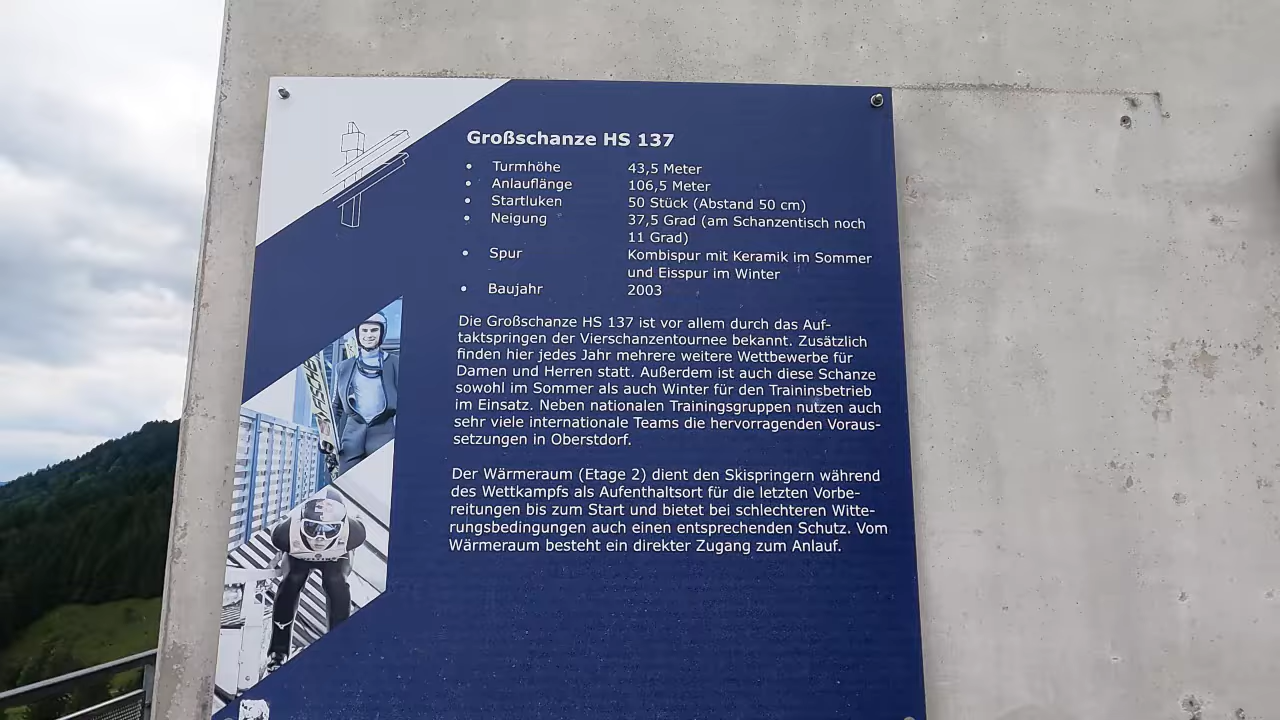 Großschanze HS 137
• Turmhöhe 43,5 Meter
• Anlauflänge 106,5 Meter
• Startluken 50 Stück (Abstand 50 cm)
• Neigung 37,5 Grad (am Schanzentisch noch
11 Grad)
• Spur Kombispur mit Keramik im Sommer
und Eisspur im Winter
• Baujahr 2003
Die Großschanze HS 137 ist vor allem durch das Auf-
taktspringen der Vierschanzentournee bekannt. Zusätzlich
finden hier jedes Jahr mehrere weitere Wettbewerbe für
Damen und Herren statt. Außerdem ist auch diese Schanze
sowohl im Sommer als auch Winter für den Traininsbetrieb
im Einsatz. Neben nationalen Trainingsgruppen nutzen auch
sehr viele internationale Teams die hervorragenden Voraus-
setzungen in Oberstdorf.
Der Wärmeraum (Etage 2) dient den Skispringern während
des Wettkampfs als Aufenthaltsort für die letzten Vorbe-
reitungen bis zum Start und bietet bei schlechteren Witte-
rungsbedingungen auch einen entsprechenden Schutz. Vom
Wärmeraum besteht ein direkter Zugang zum Anlauf.
FISCHER